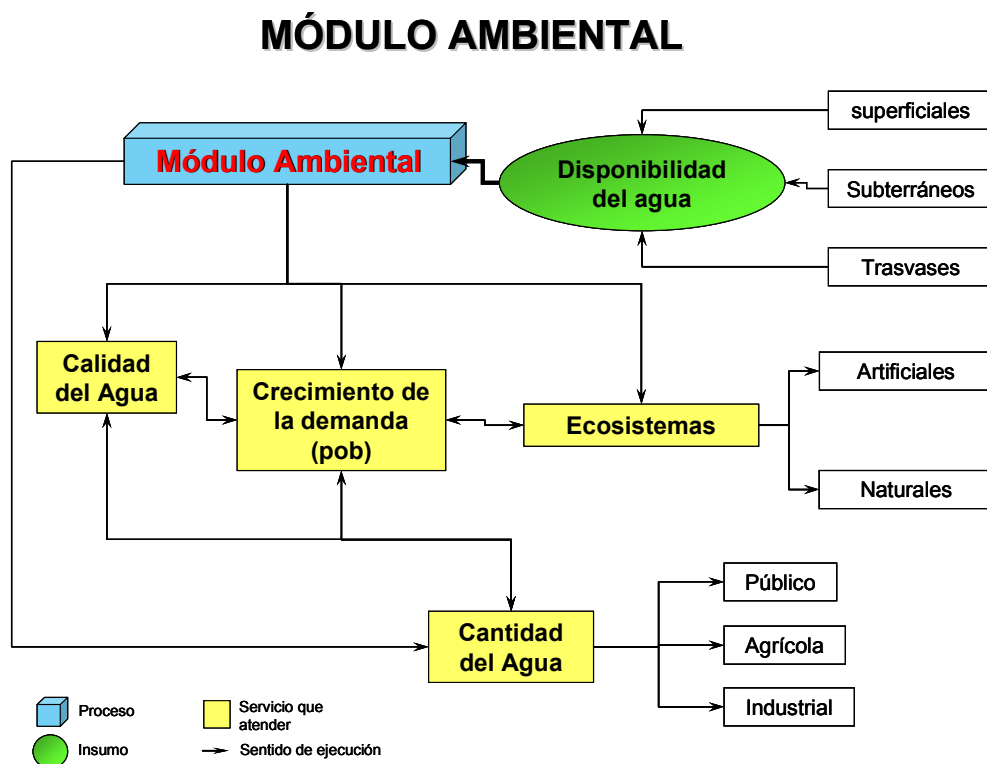 MÓDULO AMBIENTAL
superficiales
Módulo Ambiental
Disponibilidad
del agua
Subterráneos
Trasvases
Calidad
del Agua
Crecimiento de
la demanda
(pob)
Ecosistemas
Artificiales
Naturales
Cantidad
del Agua
Público
Agrícola
Industrial
Proceso
Servicio que
atender
Insumo
Sentido de ejecución